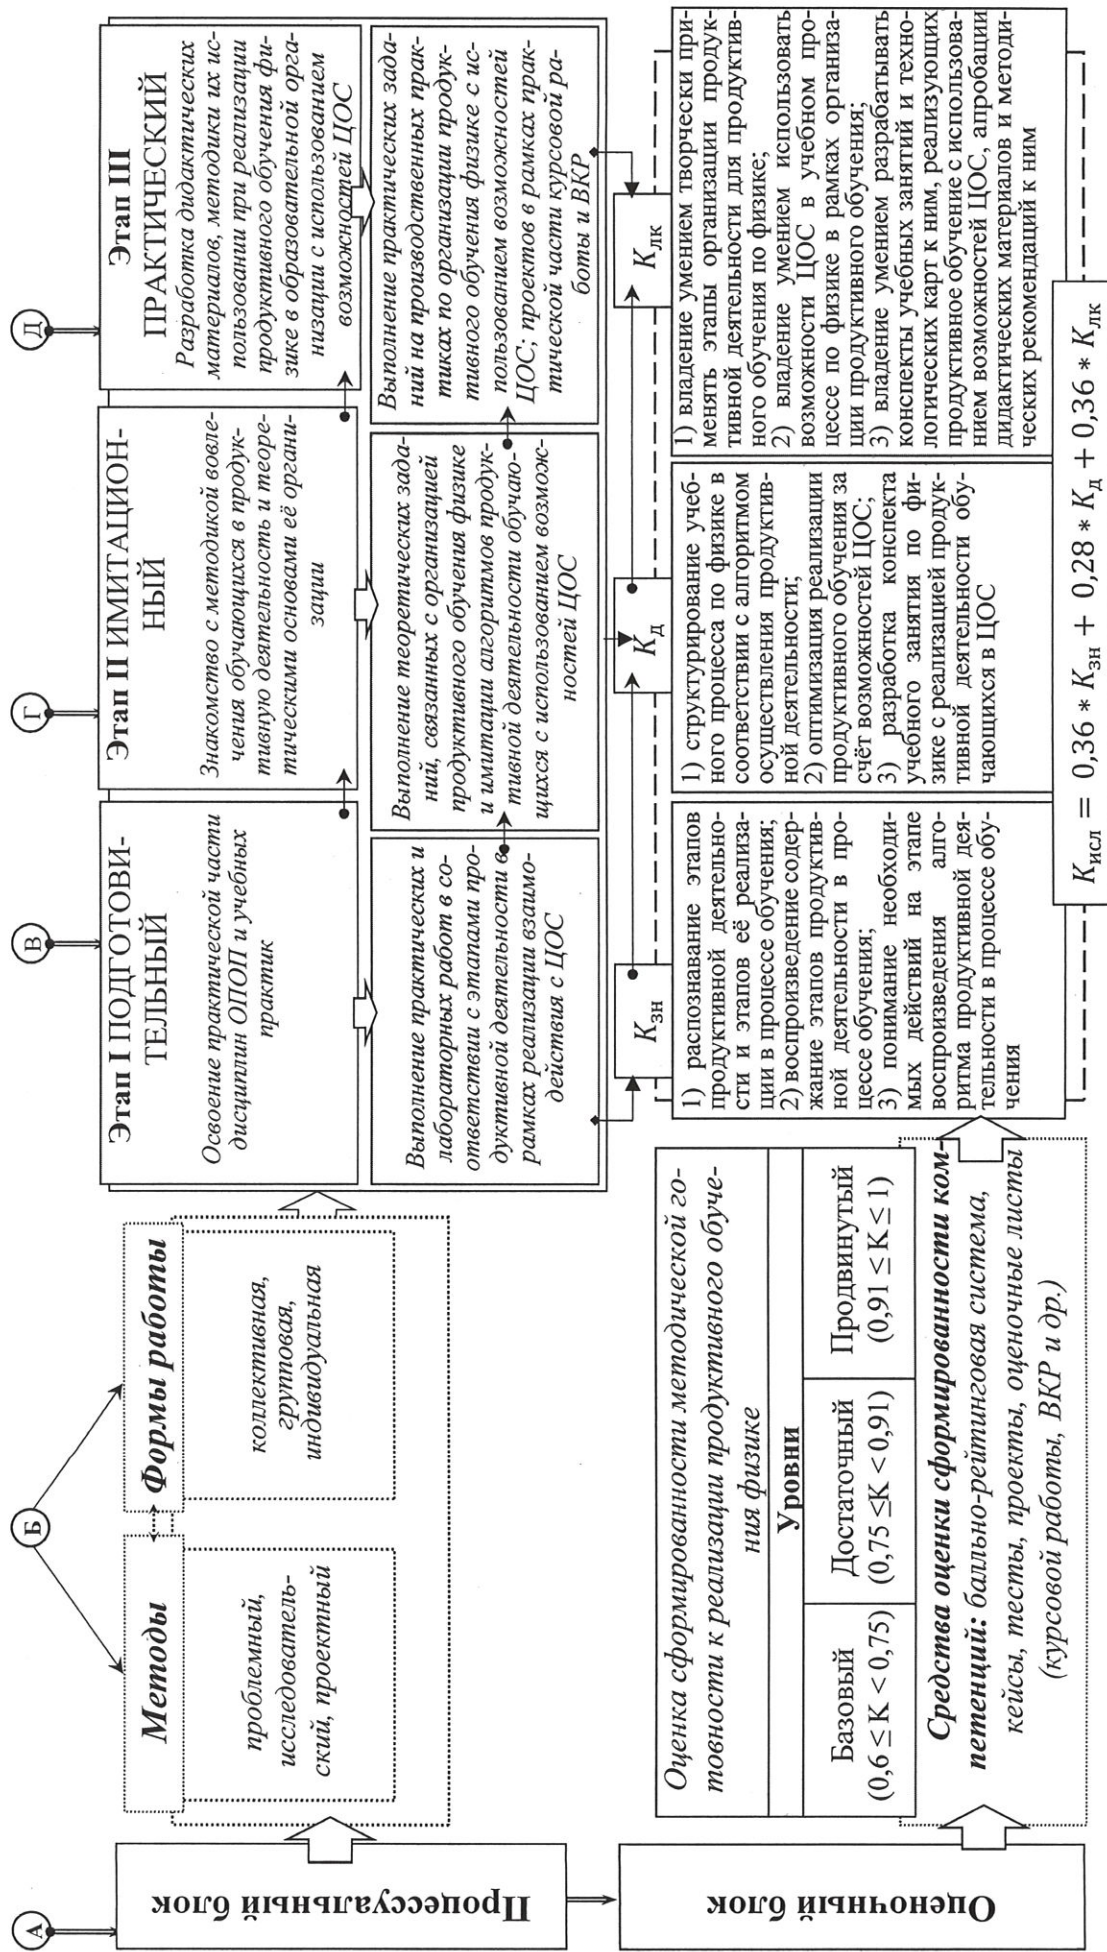 А
Б
В
Г
Д
Процессуальный блок
Методы
проблемный,
исследователь-
ский, проектный
Формы работы
коллективная,
групповая,
индивидуальная
Этап I ПОДГОТОВИ-
ТЕЛЬНЫЙ
Освоение практической части
дисциплин ОПОП и учебных
практик
Этап II ИМИТАЦИОН-
НЫЙ
Знакомство с методикой вовле-
чения обучающихся в продук-
тивную деятельность и теоре-
тическими основами её органи-
зации
Этап III
ПРАКТИЧЕСКИЙ
Разработка дидактических
материалов, методики их ис-
пользовании при реализации
продуктивного обучения фи-
зике в образовательной орга-
низации с использованием
возможностей ЦОС
Выполнение практических и
лабораторных работ в со-
ответствии с этапами про-
дуктивной деятельности в
рамках реализации взаимо-
действия с ЦОС
Выполнение теоретических зада-
ний, связанных с организацией
продуктивного обучения физике
и имитации алгоритмов продук-
тивной деятельности обучаю-
щихся с использованием возмож-
ностей ЦОС
Выполнение практических зада-
ний на производственных прак-
тиках по организации продук-
тивного обучения физике с ис-
пользованием возможностей
ЦОС; проектов в рамках прак-
тической части курсовой ра-
боты и ВКР
Оценочный блок
Оценка сформированности методической го-
товности к реализации продуктивного обуче-
ния физике
Уровни
Базовый
(0,6 ≤ K < 0,75)
Достаточный
(0,75 ≤K < 0,91)
Продвинутый
(0,91 ≤K≤ 1)
Средства оценки сформированности ком-
петенций: балльно-рейтинговая система,
кейсы, тесты, проекты, оценочные листы
(курсовой работы, ВКР и др.)
Kзн
Kд
Kлк
1) распознавание этапов
продуктивной деятельно-
сти и этапов её реализа-
ции в процессе обучения;
2) воспроизведение содер-
жание этапов продуктив-
ной деятельности в про-
цессе обучения;
3) понимание необходи-
мых действий на этапе
воспроизведения алго-
ритма продуктивной дея-
тельности в процессе обу-
чения
1) структурирование учеб-
ного процесса по физике в
соответствии с алгоритмом
осуществления продуктив-
ной деятельности;
2) оптимизация реализации
продуктивного обучения за
счёт возможностей ЦОС;
3) разработка конспекта
учебного занятия по фи-
зике с реализацией продук-
тивной деятельности обу-
чающихся в ЦОС
1) владение умением творчески при-
менять этапы организации продук-
тивной деятельности для продуктив-
ного обучения по физике;
2) владение умением использовать
возможности ЦОС в учебном про-
цессе по физике в рамках организа-
ции продуктивного обучения;
3) владение умением разрабатывать
конспекты учебных занятий и техно-
логических карт к ним, реализующих
продуктивное обучение с использова-
нием возможностей ЦОС, апробации
дидактических материалов и методи-
ческих рекомендаций к ним
Kисл = 0,36 * Kзн + 0,28 * Kд + 0,36 * Kлк